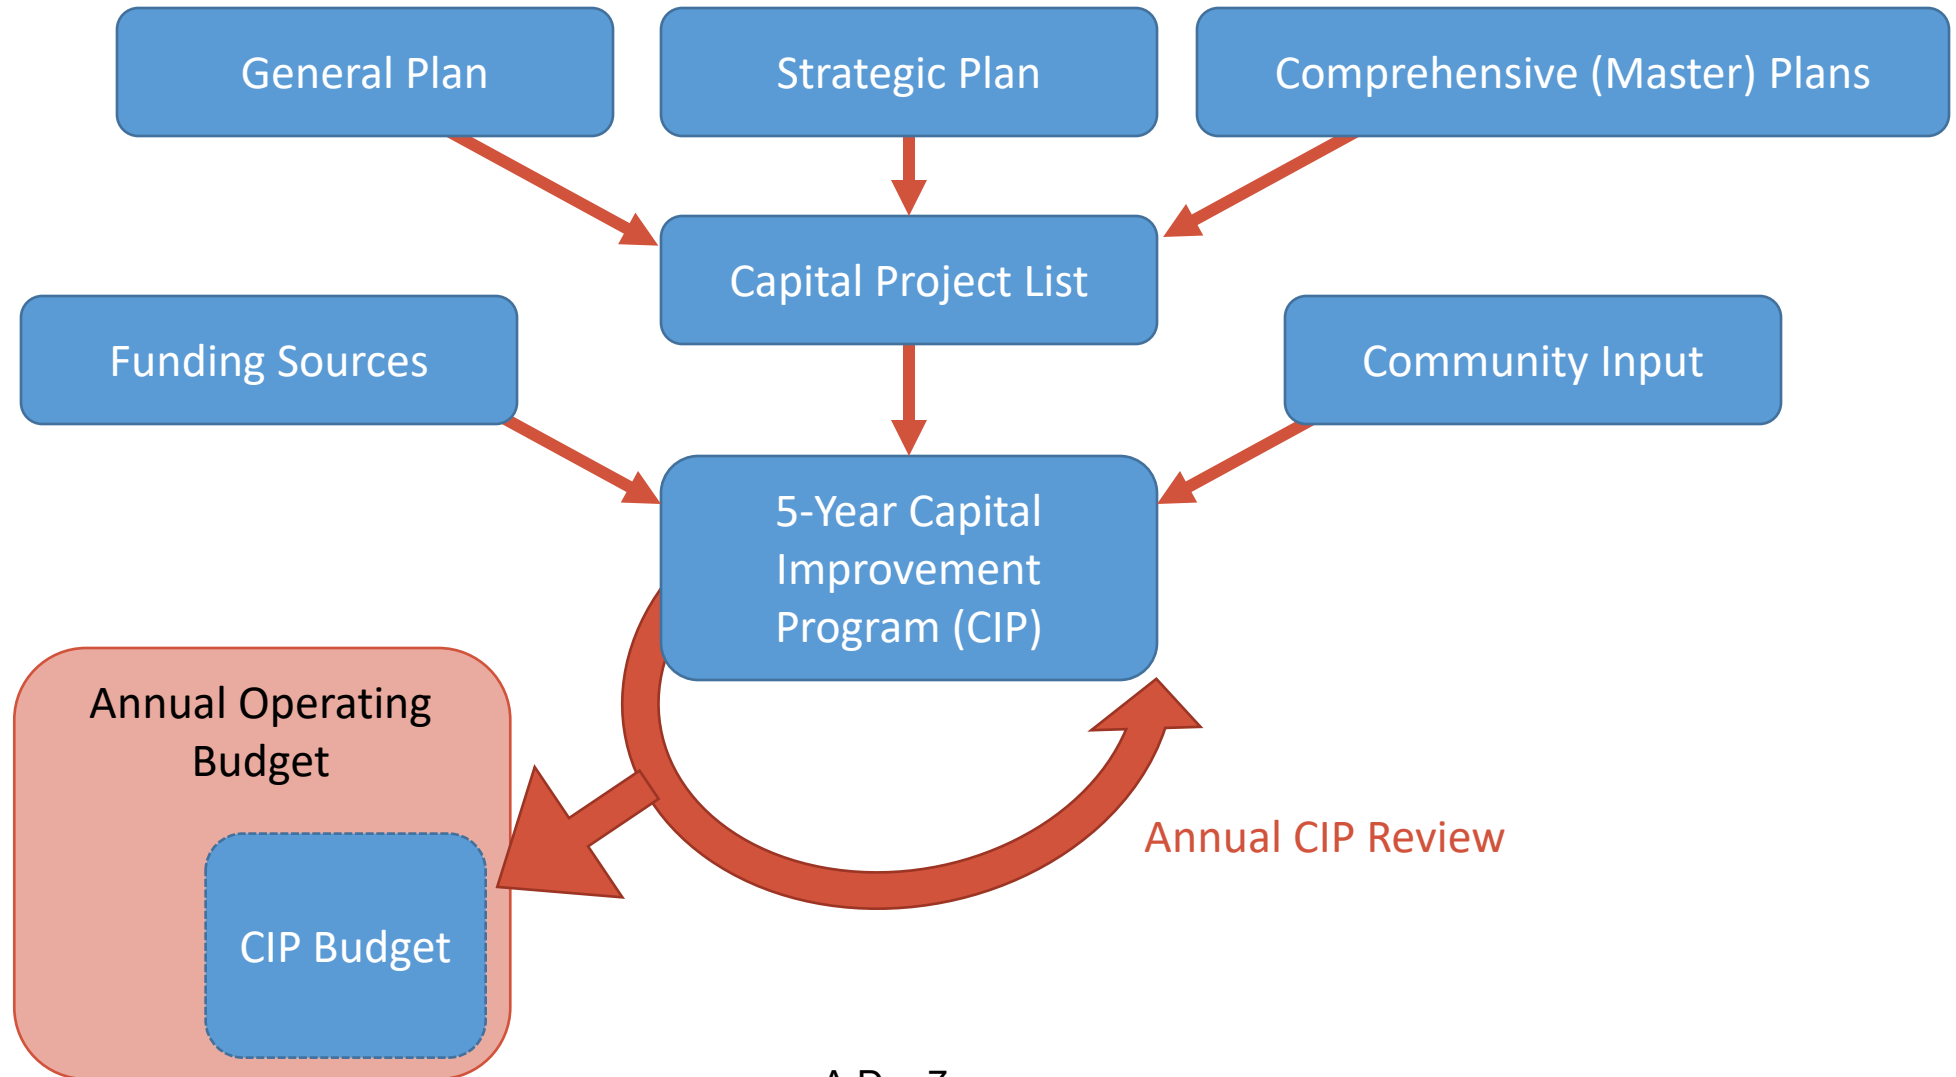 General Plan
Strategic Plan
Comprehensive (Master) Plans
Capital Project List
Funding Sources
Community Input
5-Year Capital
Improvement
Program (CIP)
Annual Operating
Budget
Annual CIP Review
CIP Budget